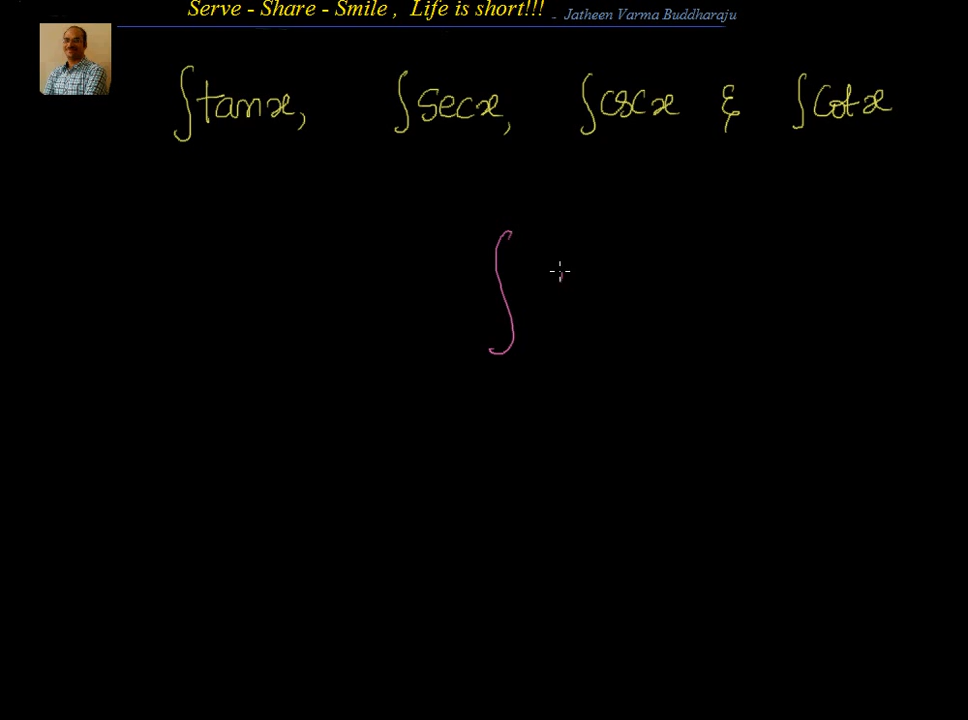 Serve - Share - Smile , Life is short!!! - Jatheen Varma Buddharaju
∫tanx, ∫secx, ∫cscx & ∫cotx
∫